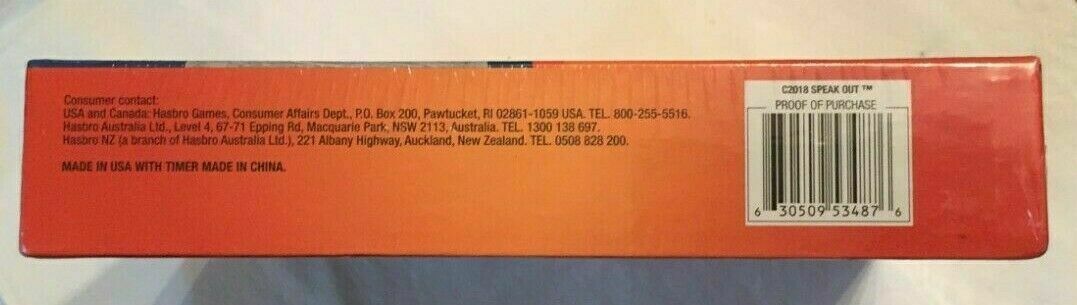 Consumer contact:
USA and Canada: Hasbro Games, Consumer Affairs Dept., P.O. Box 200, Pawtucket, RI 02861-1059 USA. TEL. 800-255-5516.
Hasbro Australia Ltd., Level 4, 67-71 Epping Rd, Macquarie Park, NSW 2113, Australia. TEL. 1300 138 697.
Hasbro NZ (a branch of Hasbro Australia Ltd.), 221 Albany Highway, Auckland, New Zealand. TEL. 0508 828 200.
MADE IN USA WITH TIMER MADE IN CHINA.
C2018 SPEAK OUT™
PROOF OF PURCHASE
6 30509 53487 6